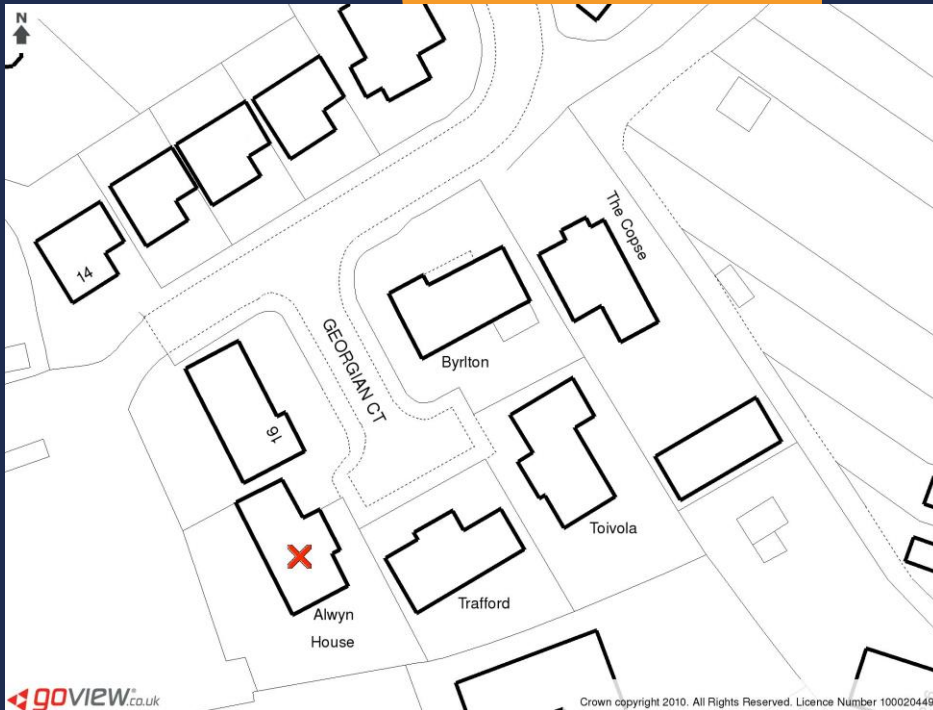 N
14
The Copse
GEORGIAN CT
Byrlton
16
Toivola
Trafford
Alwyn
House
goview.co.uk
Crown copyright 2010. All Rights Reserved. Licence Number 100020449